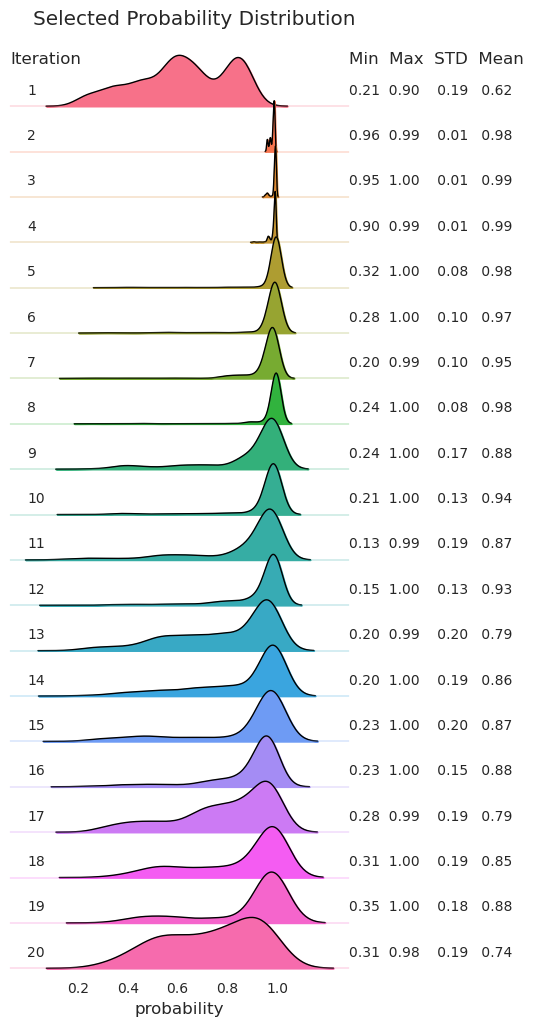 Selected Probability Distribution
Iteration Min Max STD Mean
1 0.21 0.90 0.19 0.62
2 0.96 0.99 0.01 0.98
3 0.95 1.00 0.01 0.99
4 0.90 0.99 0.01 0.99
5 0.32 1.00 0.08 0.98
6 0.28 1.00 0.10 0.97
7 0.20 0.99 0.10 0.95
8 0.24 1.00 0.08 0.98
9 0.24 1.00 0.17 0.88
10 0.21 1.00 0.13 0.94
11 0.13 0.99 0.19 0.87
12 0.15 1.00 0.13 0.93
13 0.20 0.99 0.20 0.79
14 0.20 1.00 0.19 0.86
15 0.23 1.00 0.20 0.87
16 0.23 1.00 0.15 0.88
17 0.28 0.99 0.19 0.79
18 0.31 1.00 0.19 0.85
19 0.35 1.00 0.18 0.88
20 0.31 0.98 0.19 0.74
0.2 0.4 0.6 0.8 1.0
probability